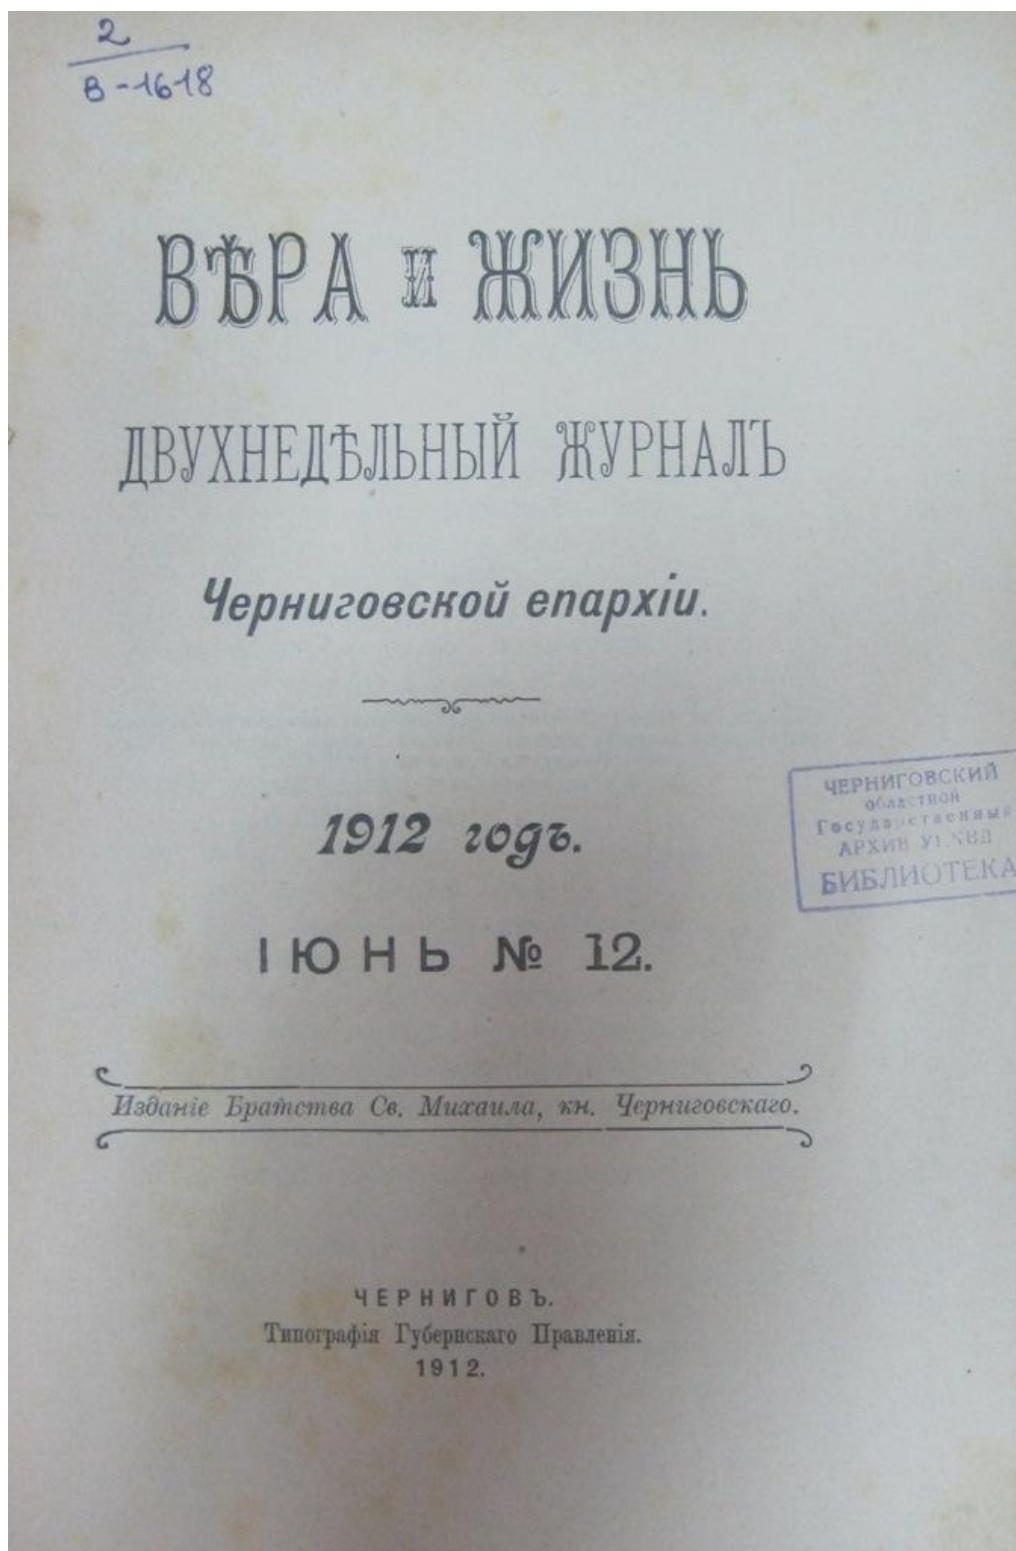 2
В-1618
ВѢРА и ЖИЗНЬ
ДВУХНЕДѢЛЬНЫЙ ЖУРНАЛЪ
Черниговской епархіи.
1912 годъ.
ЧЕРНИГОВСКИЙ
областной
Государственный
АРХИВ
БИБЛИОТЕКА
ІЮНЬ № 12.
Изданіе Братства Св. Михаила, кн. Черниговскаго.
ЧЕРНИГОВЪ.
Типографія Губернскаго Правленія.
1912.